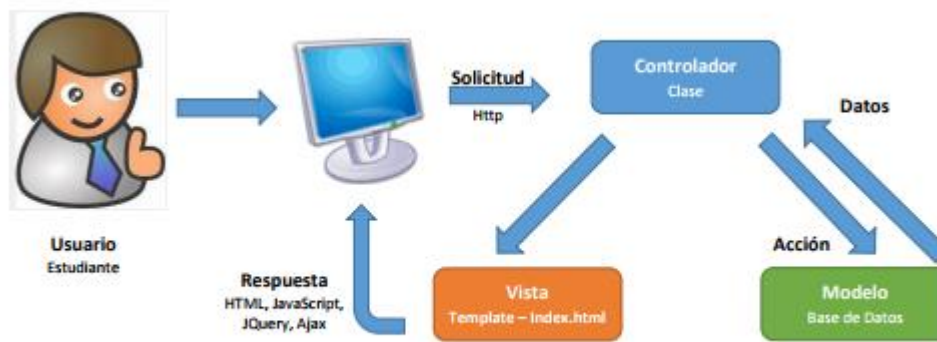 Usuario
Estudiante
Solicitud
Http
Controlador
Clase
Datos
Acción
Respuesta
HTML, JavaScript,
JQuery, Ajax
Vista
Template – Index.html
Modelo
Base de Datos